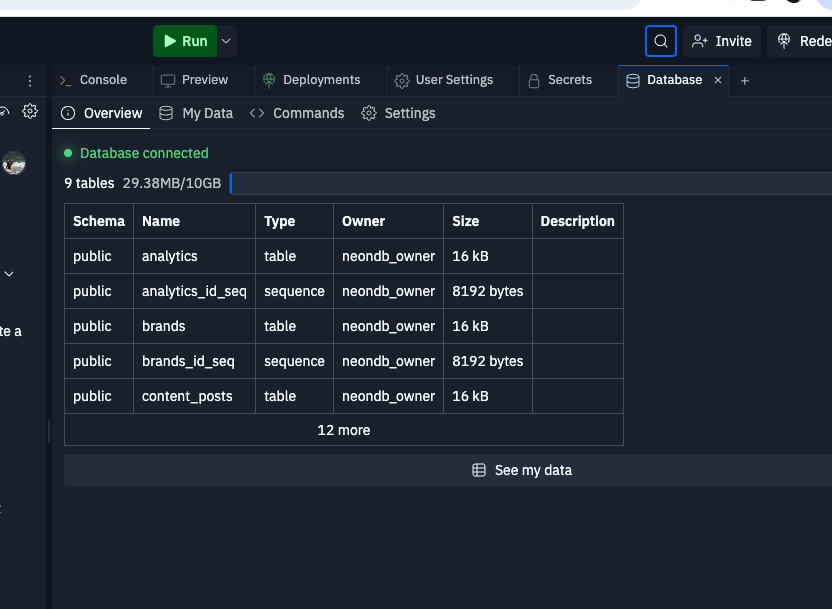 Run
Invite
Rede
Console
Preview
Deployments
User Settings
Secrets
Database
Overview
My Data
Commands
Settings
Database connected
9 tables 29.38MB/10GB
Schema Name Type Owner Size Description
public analytics table neondb_owner 16 kB
public analytics_id_seq sequence neondb_owner 8192 bytes
public brands table neondb_owner 16 kB
te a
public brands_id_seq sequence neondb_owner 8192 bytes
public content_posts table neondb_owner 16 kB
12 more
See my data